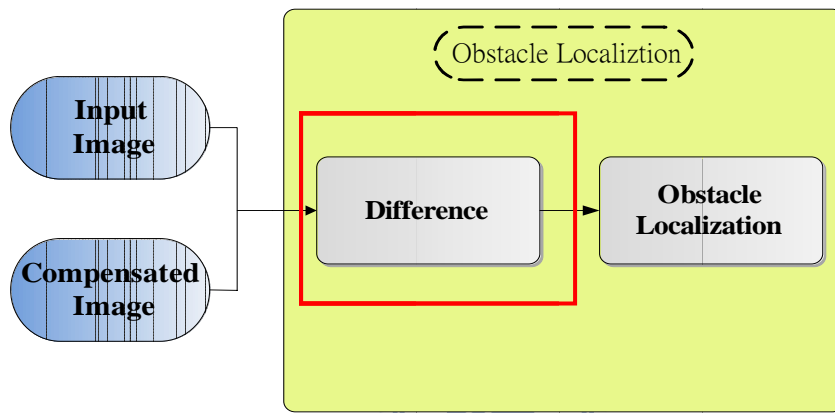 Obstacle Localiztion
Input
Image
Difference
Obstacle
Localization
Compensated
Image